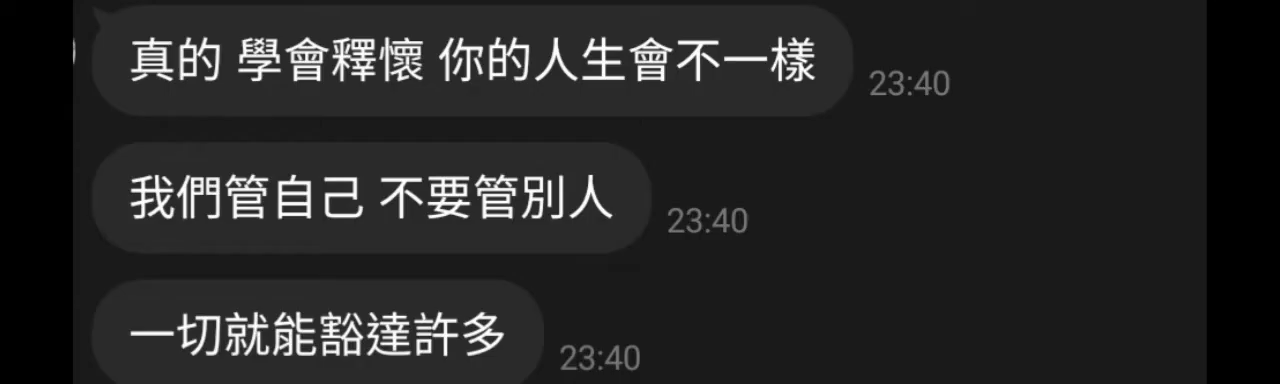 真的 學會釋懷 你的人生會不一樣
23:40
我們管自己 不要管別人
23:40
一切就能豁達許多
23:40